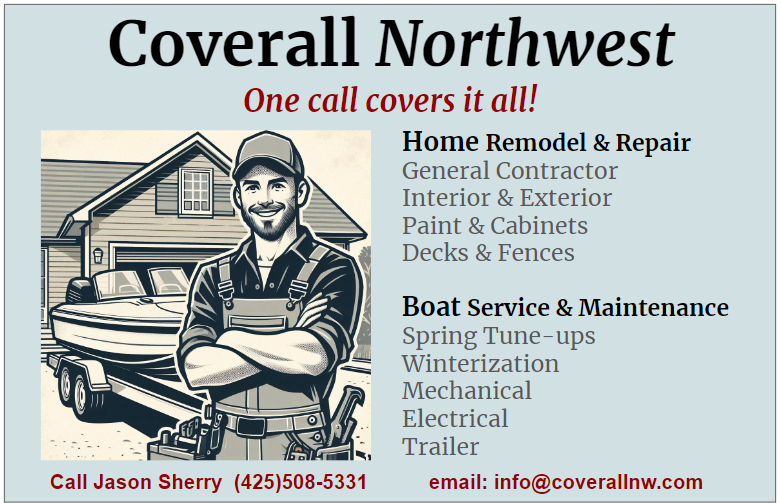 Coverall Northwest
One call covers it all!
Home Remodel & Repair
General Contractor
Interior & Exterior
Paint & Cabinets
Decks & Fences
Boat Service & Maintenance
Spring Tune-ups
Winterization
Mechanical
Electrical
Trailer
Call Jason Sherry (425)508-5331
email: info@coverallnw.com